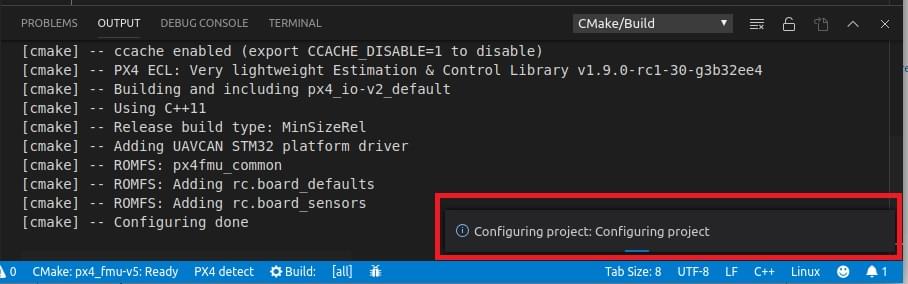 PROBLEMS OUTPUT DEBUG CONSOLE TERMINAL CMake/Build
[cmake] -- ccache enabled (export CCACHE_DISABLE=1 to disable)
[cmake] -- PX4 ECL: Very lightweight Estimation & Control Library v1.9.0-rc1-30-g3b32ee4
[cmake] -- Building and including px4_io-v2_default
[cmake] -- Using C++11
[cmake] -- Release build type: MinSizeRel
[cmake] -- Adding UAVCAN STM32 platform driver
[cmake] -- ROMFS: px4fmu_common
[cmake] -- ROMFS: Adding rc.board_defaults
[cmake] -- ROMFS: Adding rc.board_sensors
[cmake] -- Configuring done
Configuring project: Configuring project
0 CMake: px4_fmu-v5: Ready PX4 detect Build: [all] Tab Size: 8 UTF-8 LF C++ Linux 1